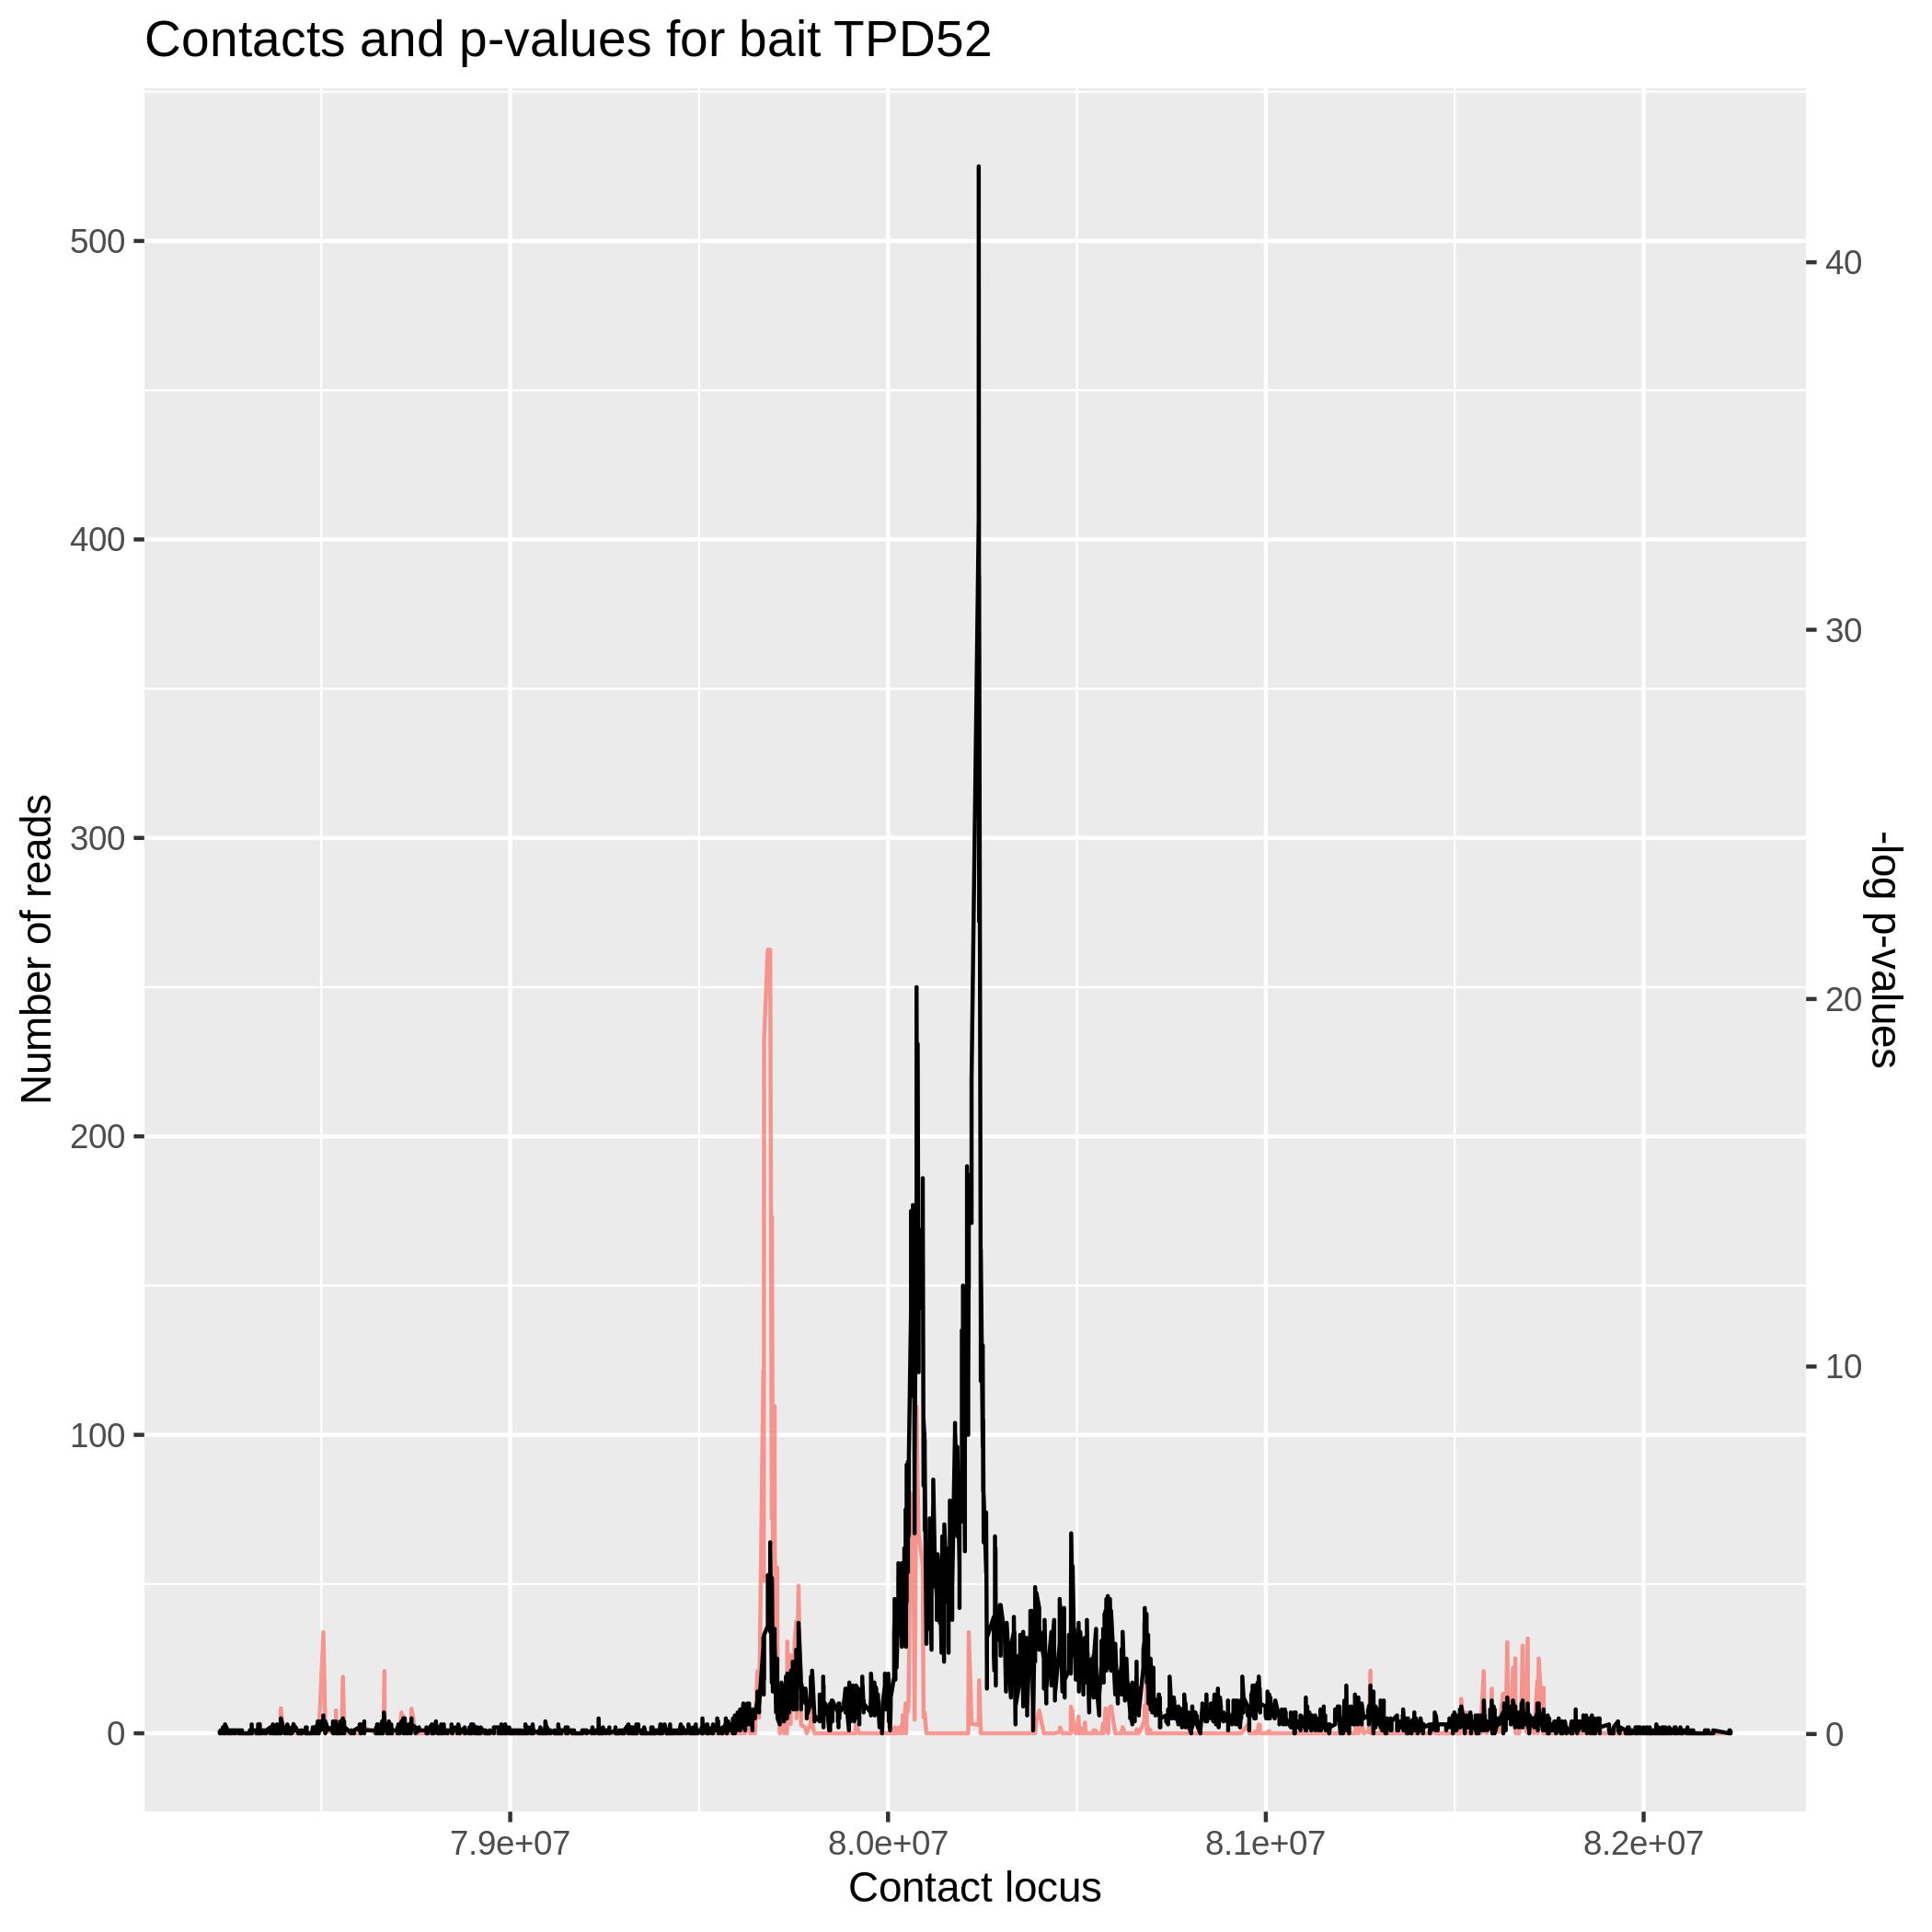 Contacts and p-values for bait TPD52
Number of reads
500
400
300
200
100
0
40
30
20
10
0
-log p-values
7.9e+07
8.0e+07
8.1e+07
8.2e+07
Contact locus